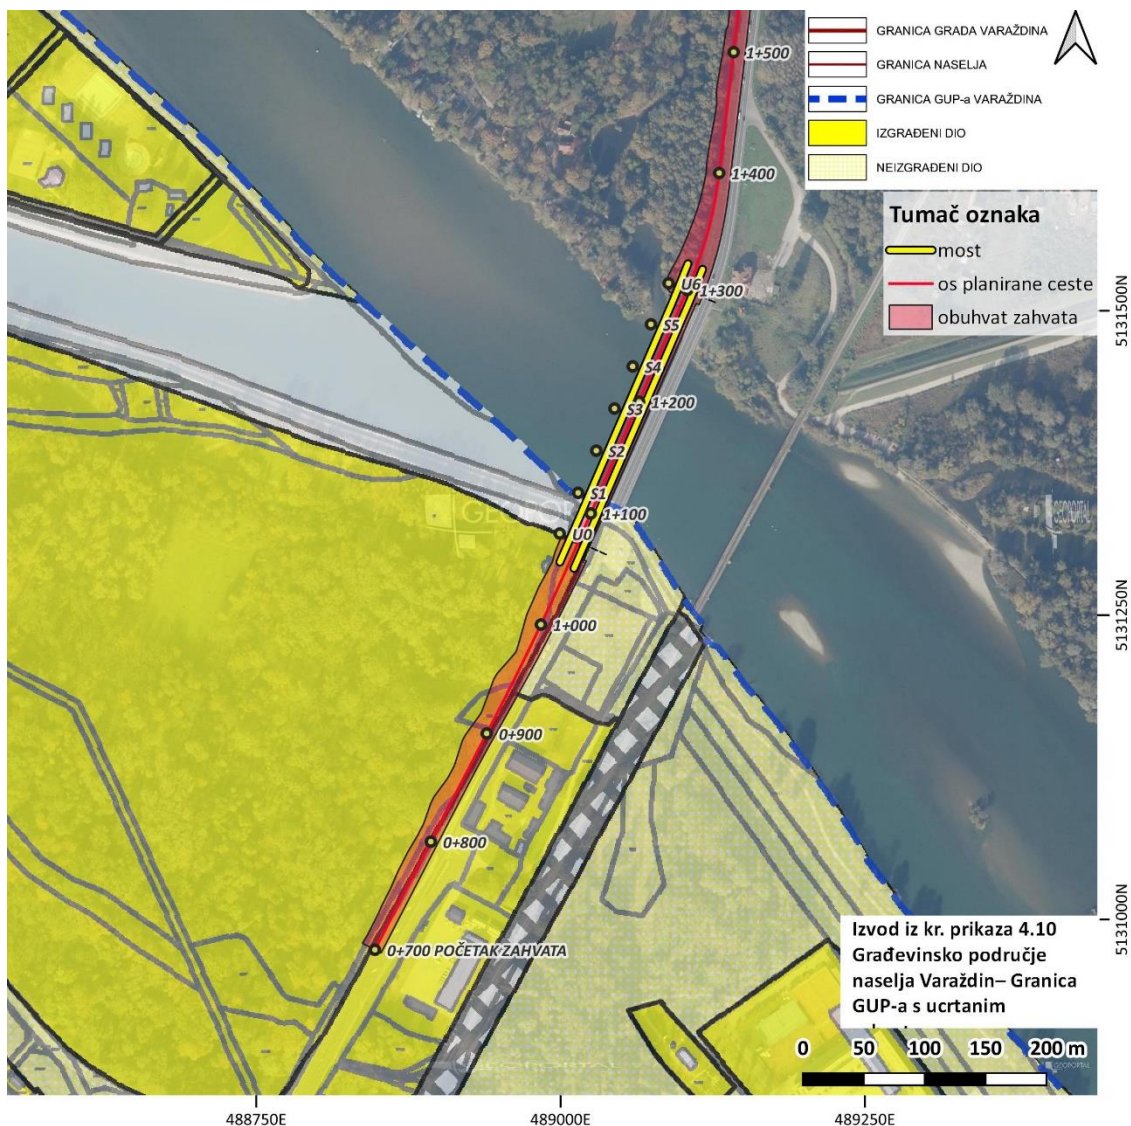 GRANICA GRADA VARAŽDINA
GRANICA NASELJA
GRANICA GUP-a VARAŽDINA
IZGRAĐENI DIO
NEIZGRAĐENI DIO
Tumač oznaka
most
os planirane ceste
obuhvat zahvata
1+500
1+400
U6
1+300
S5
S4
S3
1+200
S2
S1
1+100
U0
1+000
0+900
0+800
0+700 POČETAK ZAHVATA
GEOPORTAL
GEOPORTAL
5131500N
5131250N
5131000N
Izvod iz kr. prikaza 4.10
Građevinsko područje
naselja Varaždin– Granica
GUP-a s ucrtanim
0 50 100 150 200 m
488750E 489000E 489250E